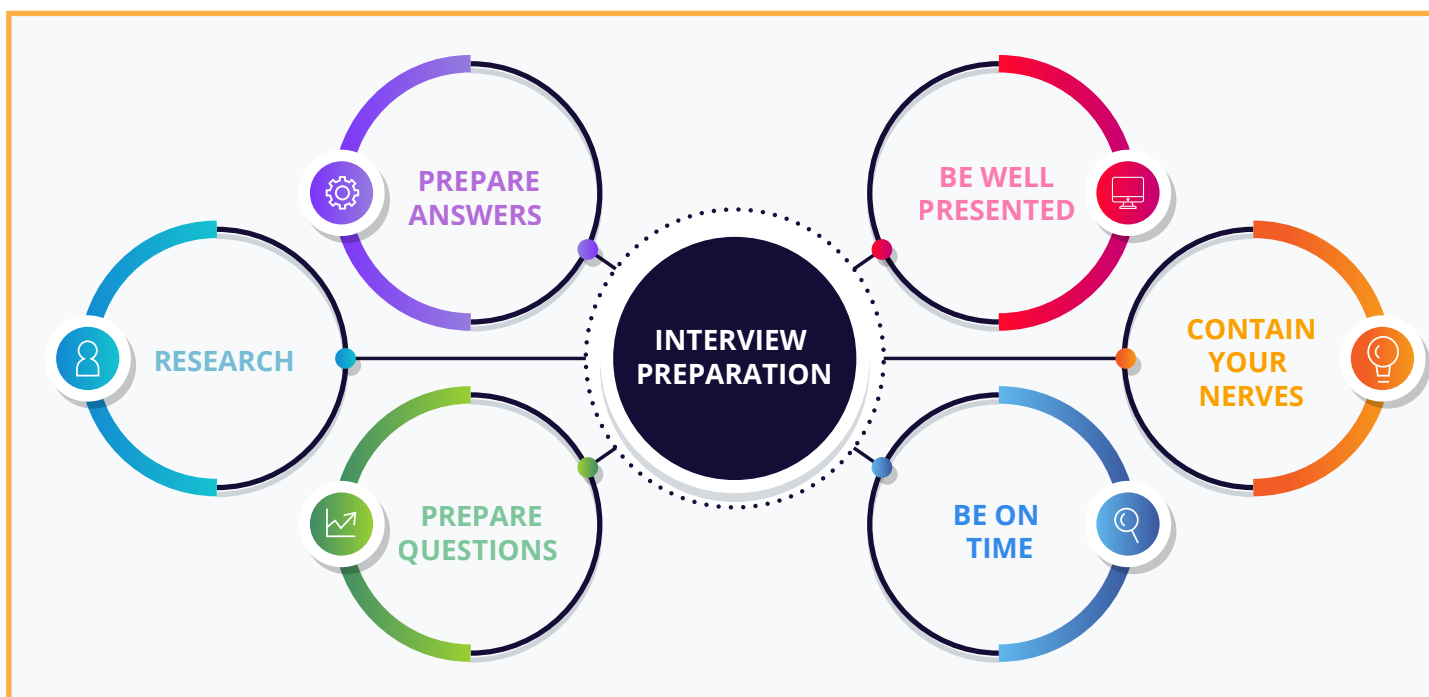 PREPARE
ANSWERS
BE WELL
PRESENTED
RESEARCH
INTERVIEW
PREPARATION
CONTAIN
YOUR
NERVES
PREPARE
QUESTIONS
BE ON
TIME